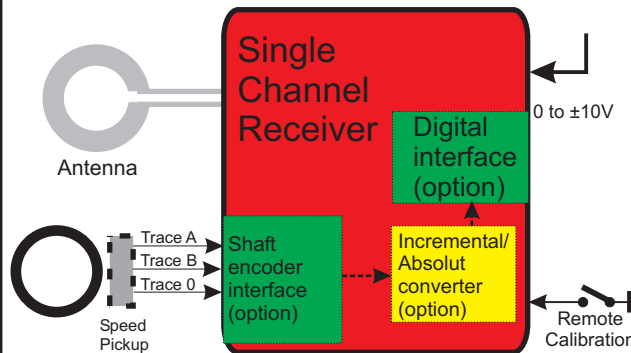 Single
Channel
Receiver
Antenna
0 to ±10V
Digital
interface
(option)
Trace A
Trace B
Trace 0
Speed
Pickup
Shaft
encoder
interface
(option)
Incremental/
Absolut
converter
(option)
Remote
Calibration